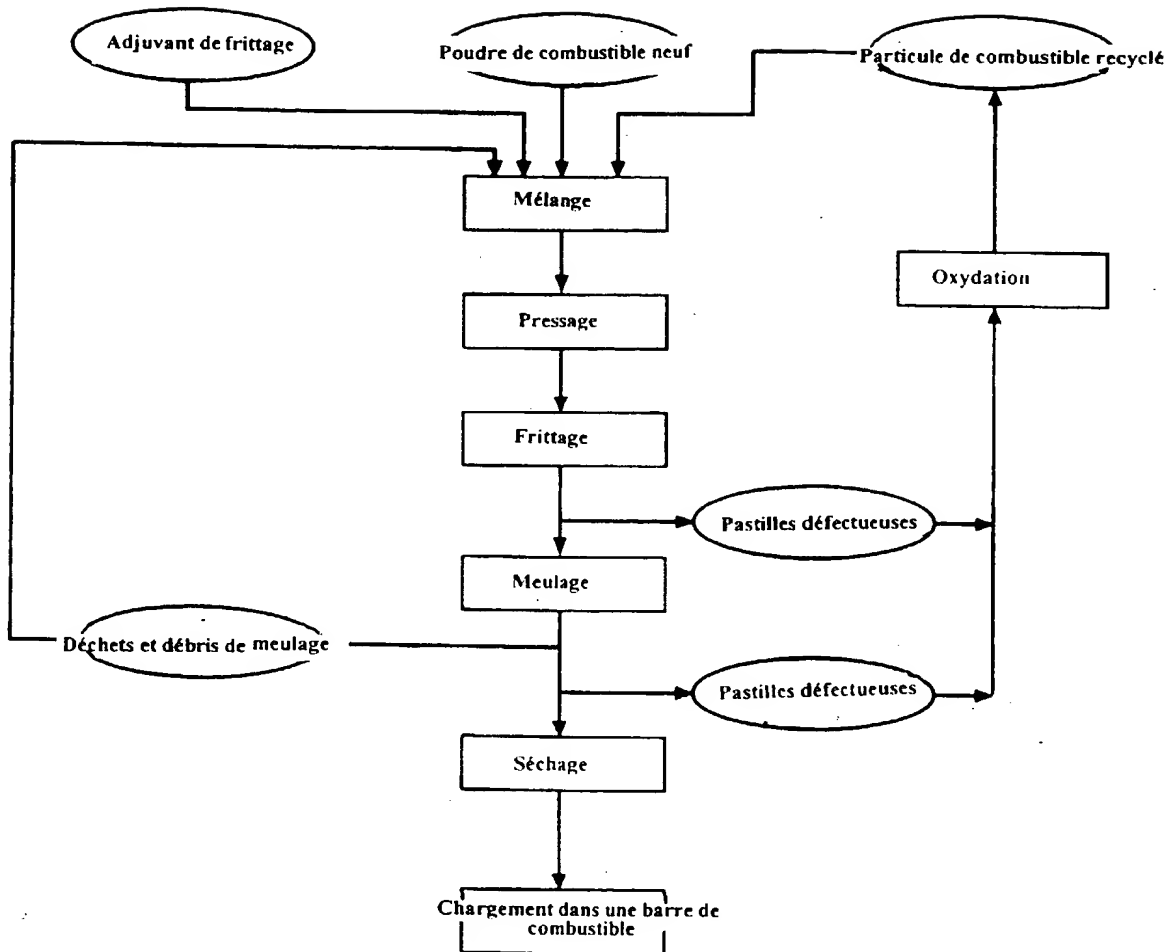 Adjuvant de frittage
Poudre de combustible neuf
Particule de combustible recyclé
Mélange
Oxydation
Pressage
Frittage
Pastilles défectueuses
Meulage
Déchets et débris de meulage
Pastilles défectueuses
Séchage
Chargement dans une barre de
combustible